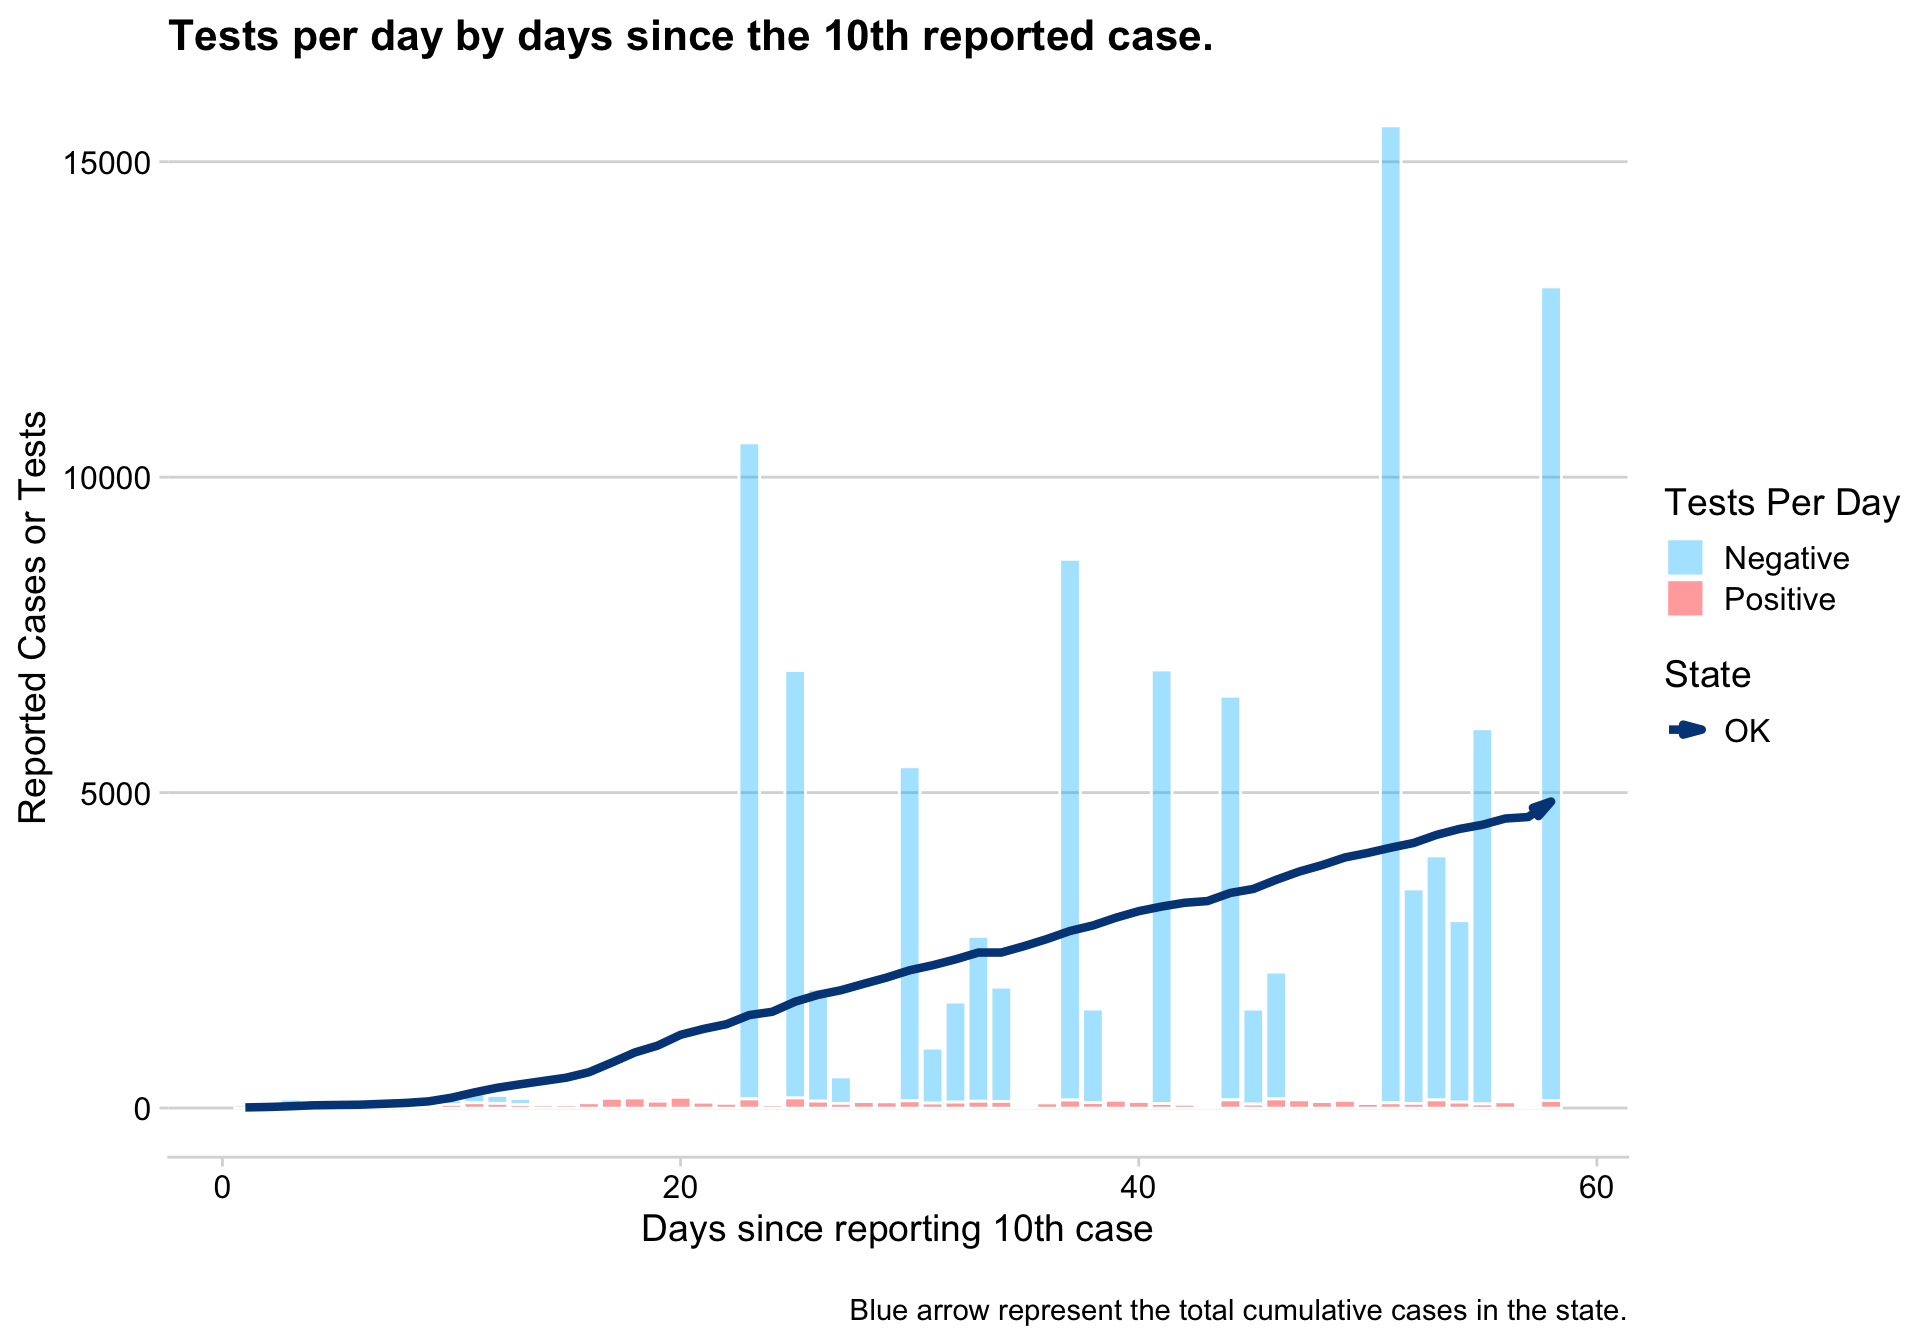 Tests per day by days since the 10th reported case.
15000
10000
5000
0
Reported Cases or Tests
0 20 40 60
Days since reporting 10th case
Tests Per Day
Negative
Positive
State
OK
Blue arrow represent the total cumulative cases in the state.